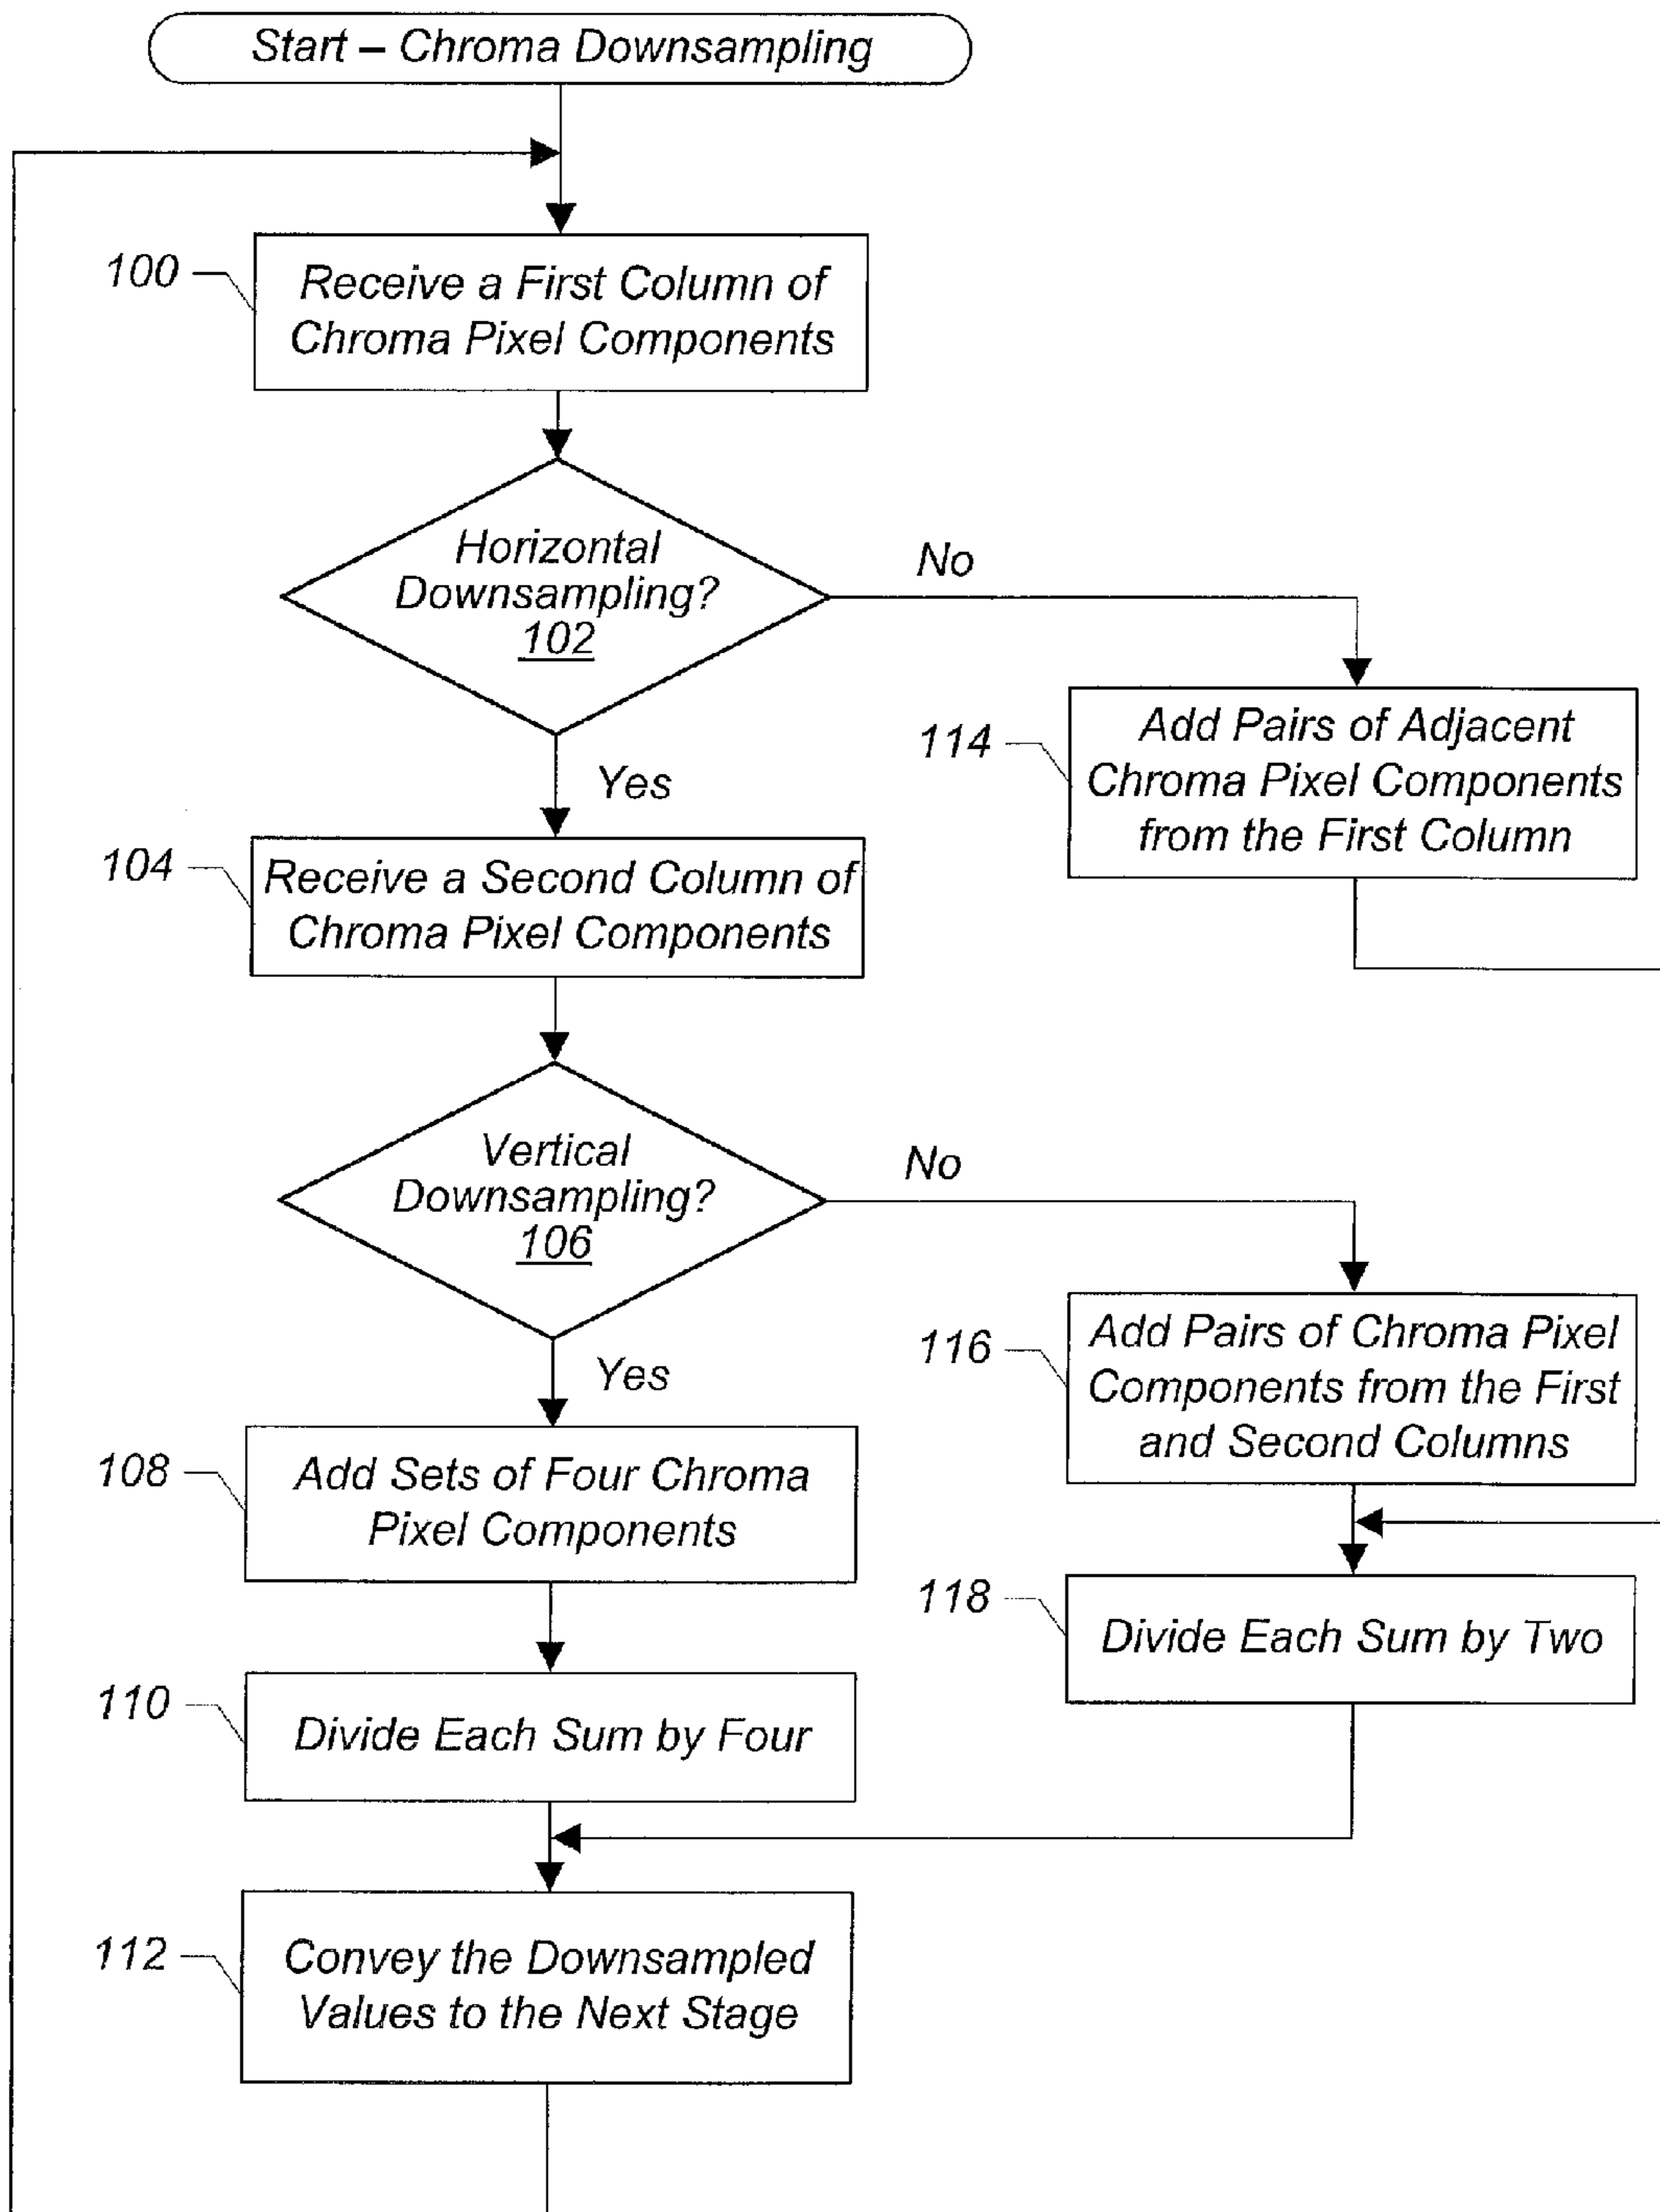 Start – Chroma Downsampling
100
Receive a First Column of
Chroma Pixel Components
Horizontal
Downsampling?
102
No
Yes
114
Add Pairs of Adjacent
Chroma Pixel Components
from the First Column
104
Receive a Second Column of
Chroma Pixel Components
Vertical
Downsampling?
106
No
Yes
116
Add Pairs of Chroma Pixel
Components from the First
and Second Columns
108
Add Sets of Four Chroma
Pixel Components
118
Divide Each Sum by Two
110
Divide Each Sum by Four
112
Convey the Downsampled
Values to the Next Stage